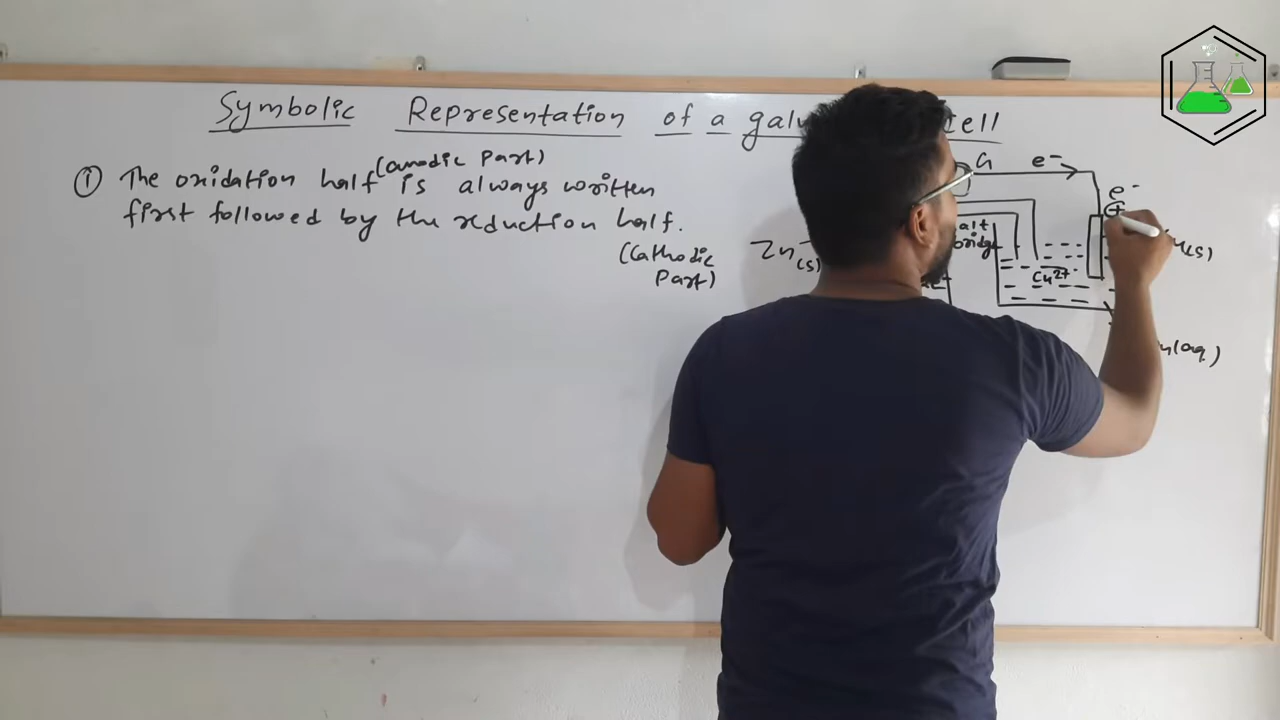 Symbolic Representation of a galv cell
(anodic Part)
① The oxidation half is always written
first followed by the reduction half.
(Cathodic
Part)
G e⁻
e⁻
Zn(s)
Cu²⁺
(s)
(aq)